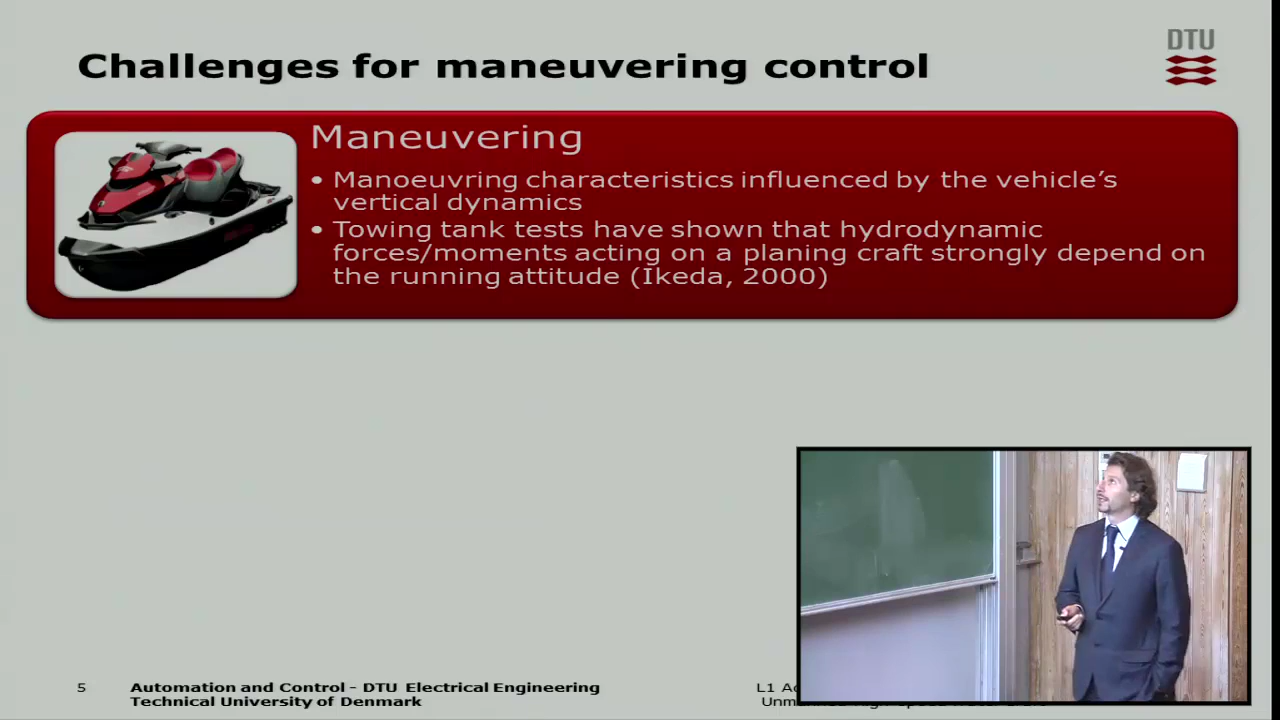 Challenges for maneuvering control
DTU
Maneuvering
• Manoeuvring characteristics influenced by the vehicle's
vertical dynamics
• Towing tank tests have shown that hydrodynamic
forces/moments acting on a planing craft strongly depend on
the running attitude (Ikeda, 2000)
5
Automation and Control - DTU Electrical Engineering
Technical University of Denmark
L1